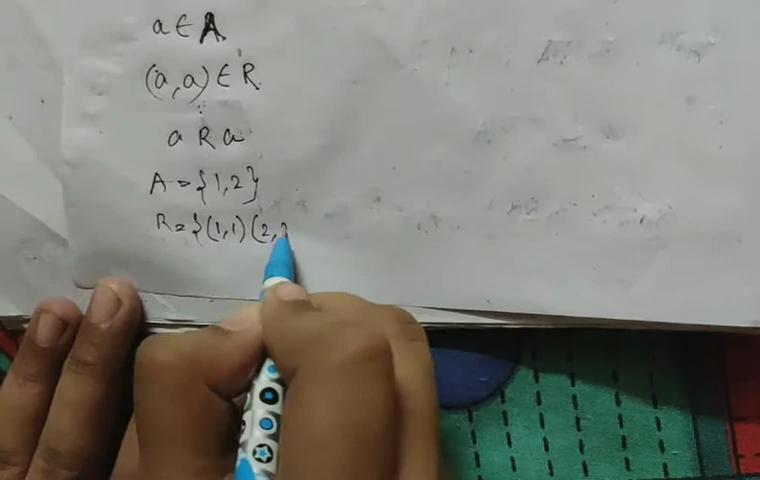 a ∈ A
(a,a) ∈ R
a R a
A = {1,2}
R = {(1,1) (2,